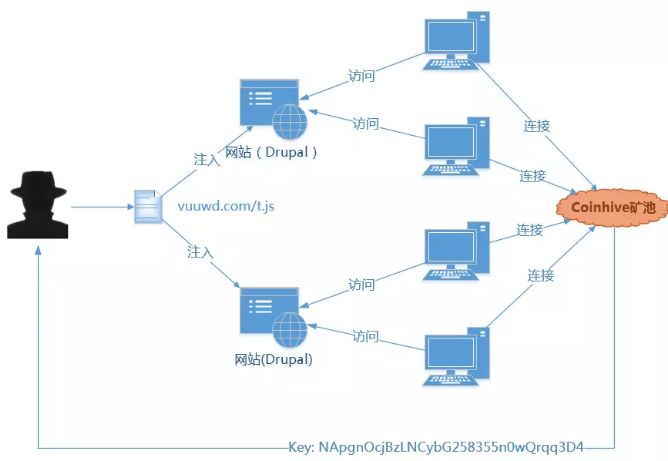 访问
访问
连接
网站（Drupal）
注入
连接
vuuwd.com/t.js
Coinhive矿池
连接
注入
访问
连接
访问
网站(Drupal)
Key: NApgnOcjBzLNCybG258355n0wQrqq3D4